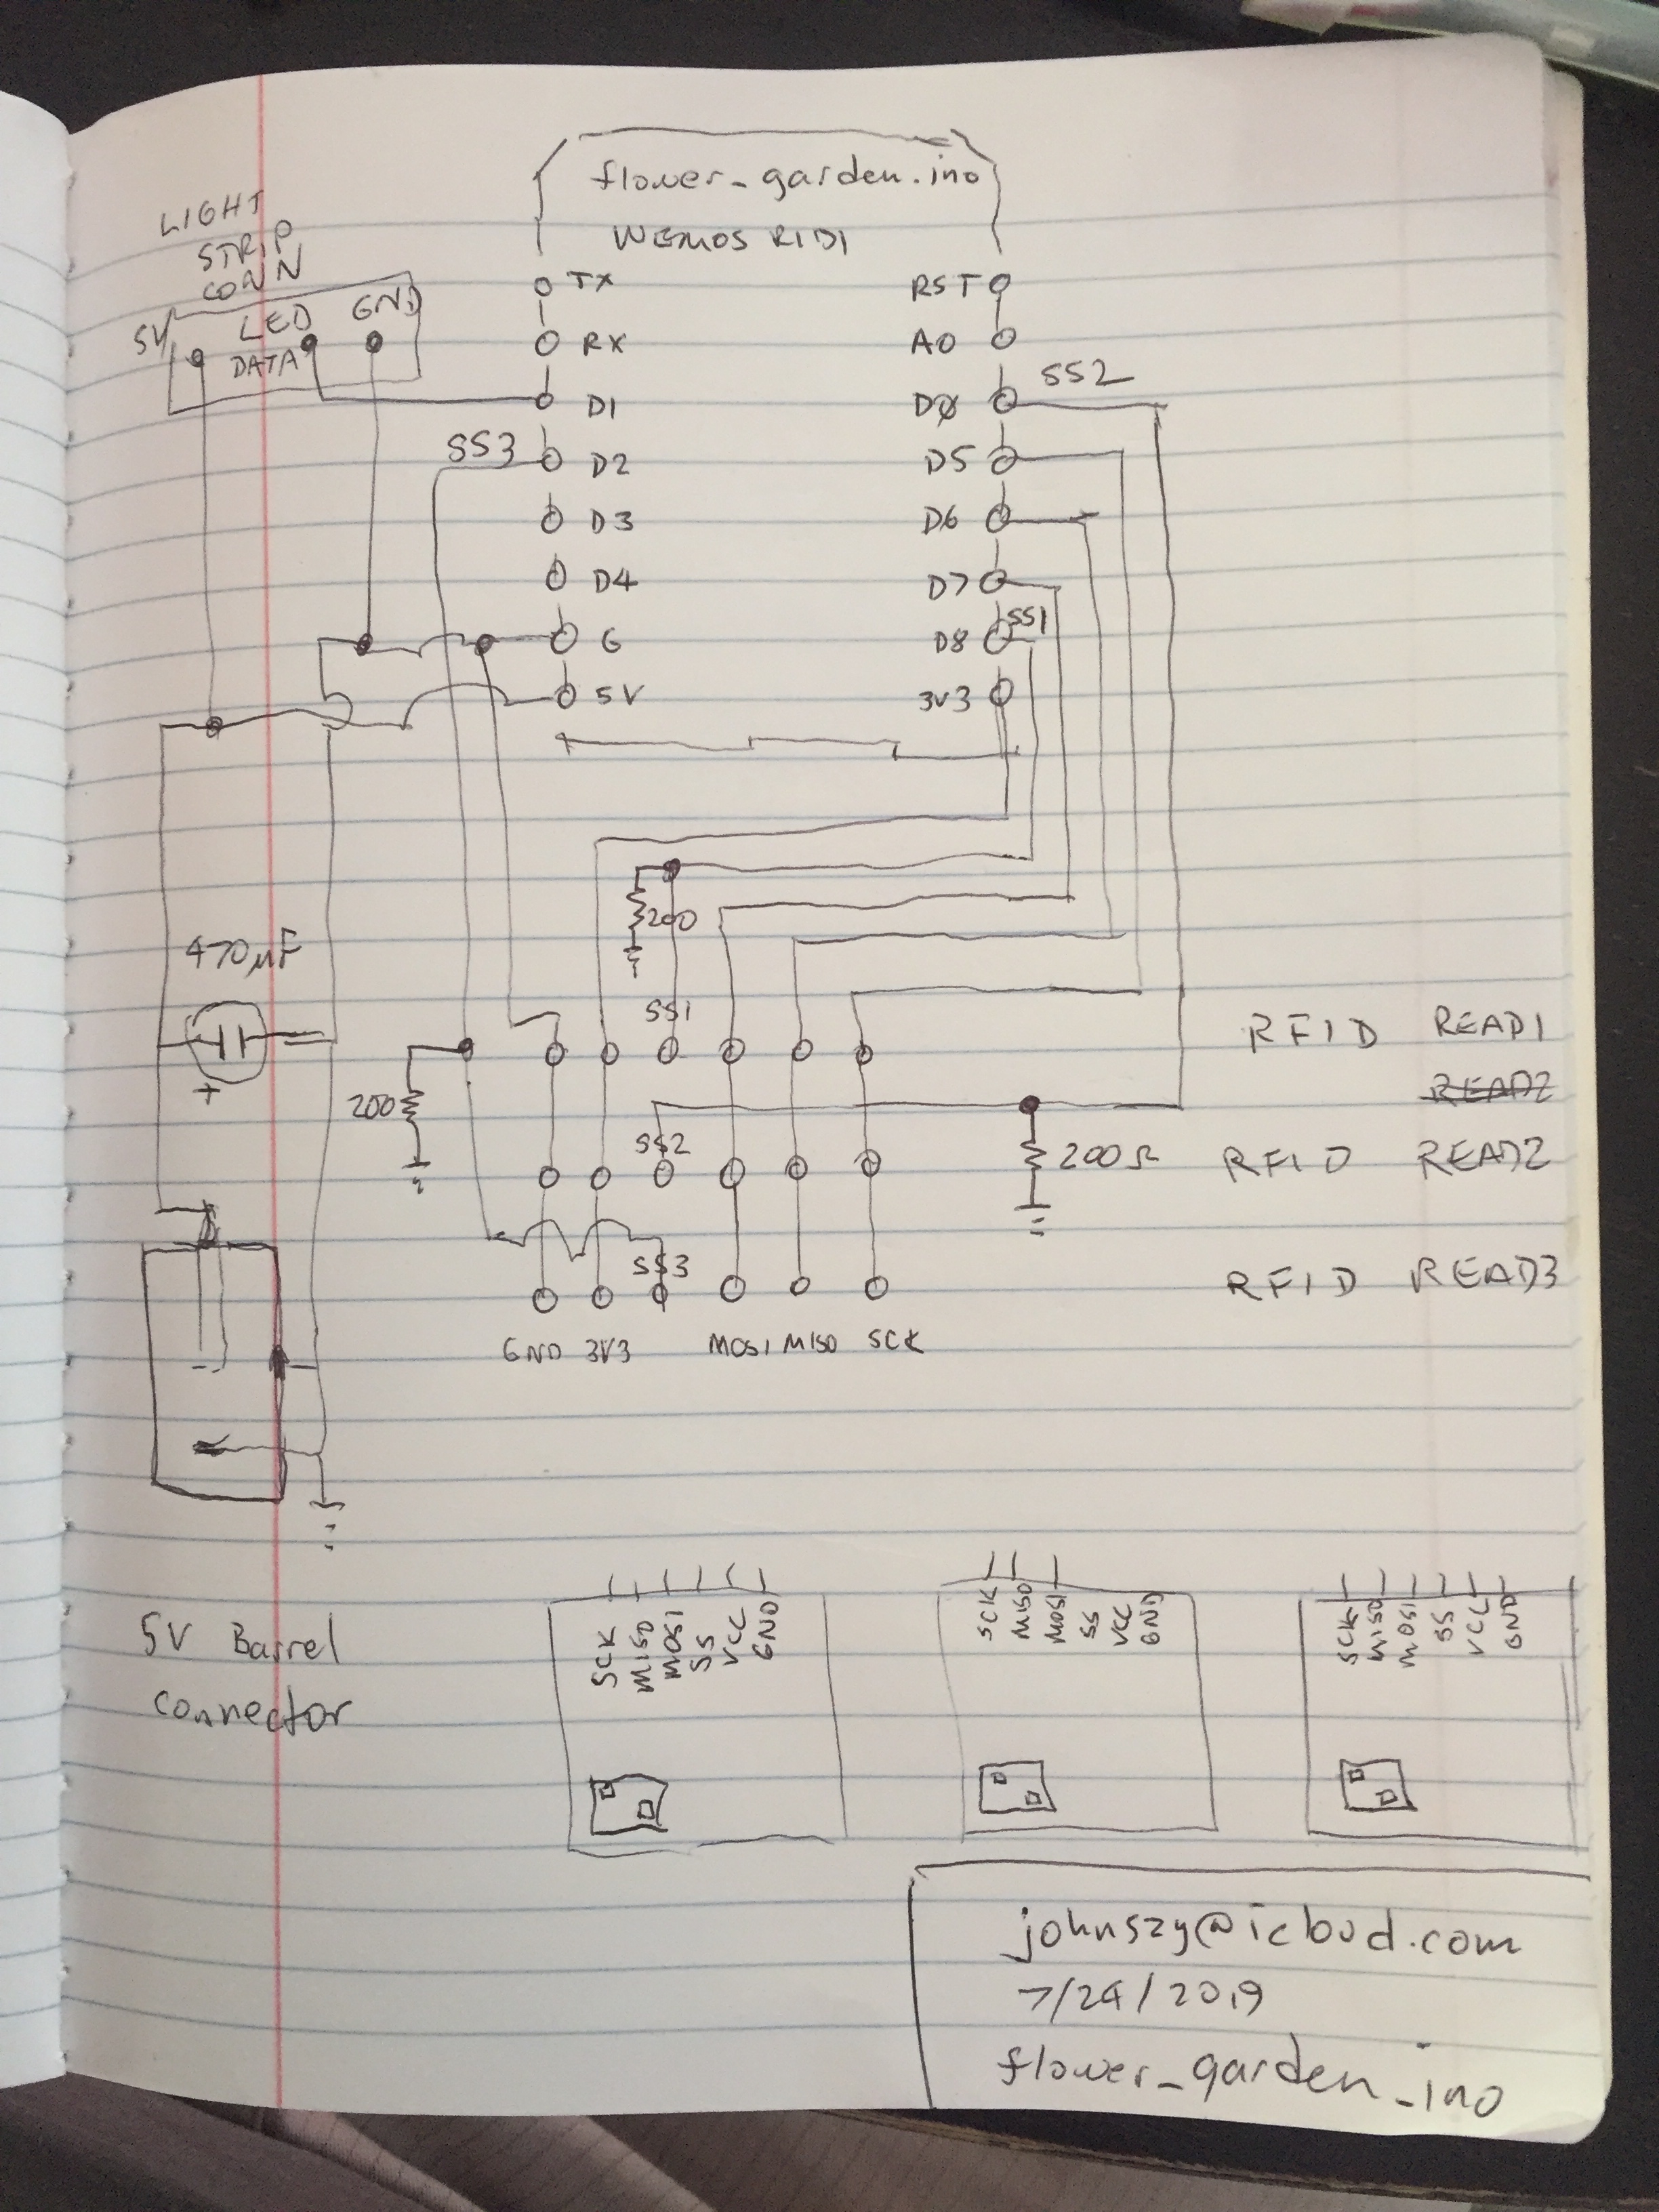 flower_garden.ino
WEMOS R1D1
LIGHT
STRIP
CONN
5V LED DATA GND
TX RST
RX A0
D1 D0 SS2
SS3 D2 D5
D3 D6
D4 D7
G D8 SS1
5V 3V3
200
470µF
+
SS1
RFID READ1
READ2
200
SS2
200Ω
RFID READ2
SS3
RFID READ3
GND 3V3 MOSI MISO SCK
5V Barrel
connector
SCK MISO MOSI SS VCC GND
SCK MISO MOSI SS VCC GND
SCK MISO MOSI SS VCC GND
johnszy@icloud.com
7/24/2019
flower_garden_ino